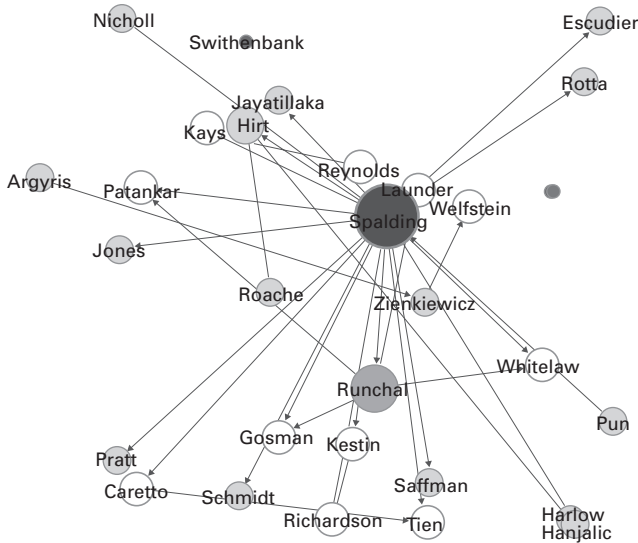 Nicholl
Escudier
Swithenbank
Rotta
Jayatillaka
Hirt
Kays
Reynolds
Argyris
Patankar
Launder
Welfstein
Spalding
Jones
Roache
Zienkiewicz
Whitelaw
Runchal
Pun
Gosman
Kestin
Pratt
Caretto
Schmidt
Saffman
Richardson
Tien
Harlow
Hanjalic